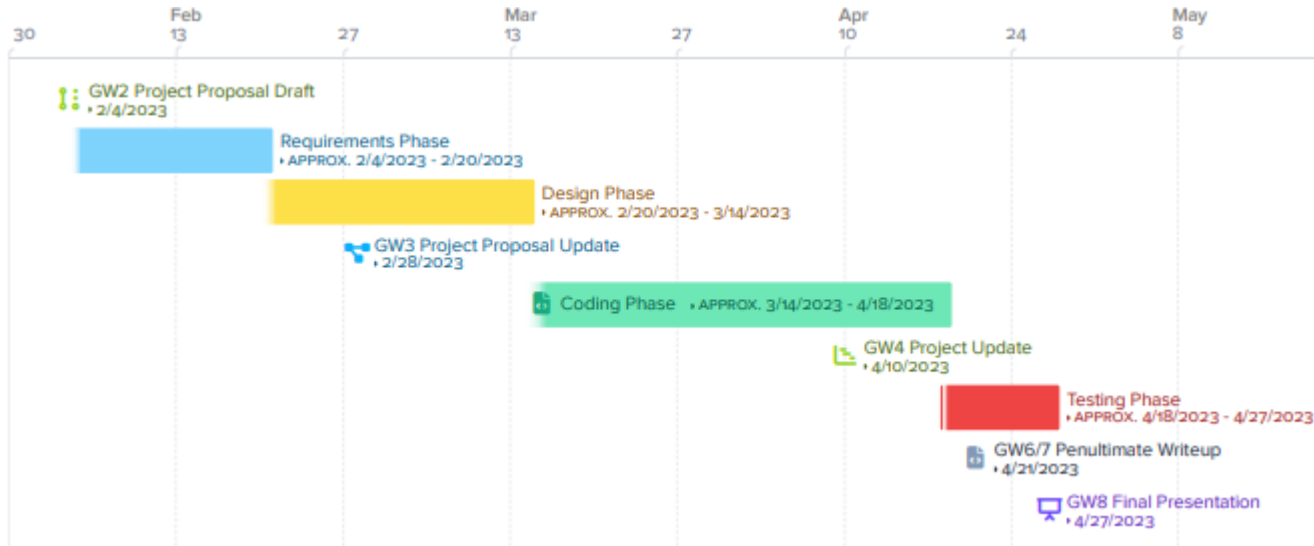 Feb Mar Apr May
30 13 27 13 27 10 24 8
GW2 Project Proposal Draft
2/4/2023
Requirements Phase
APPROX. 2/4/2023 - 2/20/2023
Design Phase
APPROX. 2/20/2023 - 3/14/2023
GW3 Project Proposal Update
2/28/2023
Coding Phase APPROX. 3/14/2023 - 4/18/2023
GW4 Project Update
4/10/2023
Testing Phase
APPROX. 4/18/2023 - 4/27/2023
GW6/7 Penultimate Writeup
4/21/2023
GW8 Final Presentation
4/27/2023